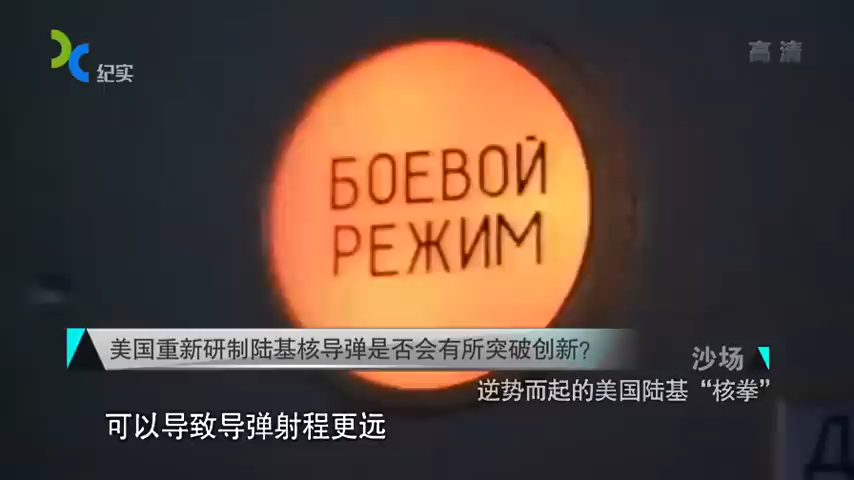 纪实
高清
БОЕВОЙ
РЕЖИМ
美国重新研制陆基核导弹是否会有所突破创新?
沙场
逆势而起的美国陆基“核拳”
可以导致导弹射程更远
Д